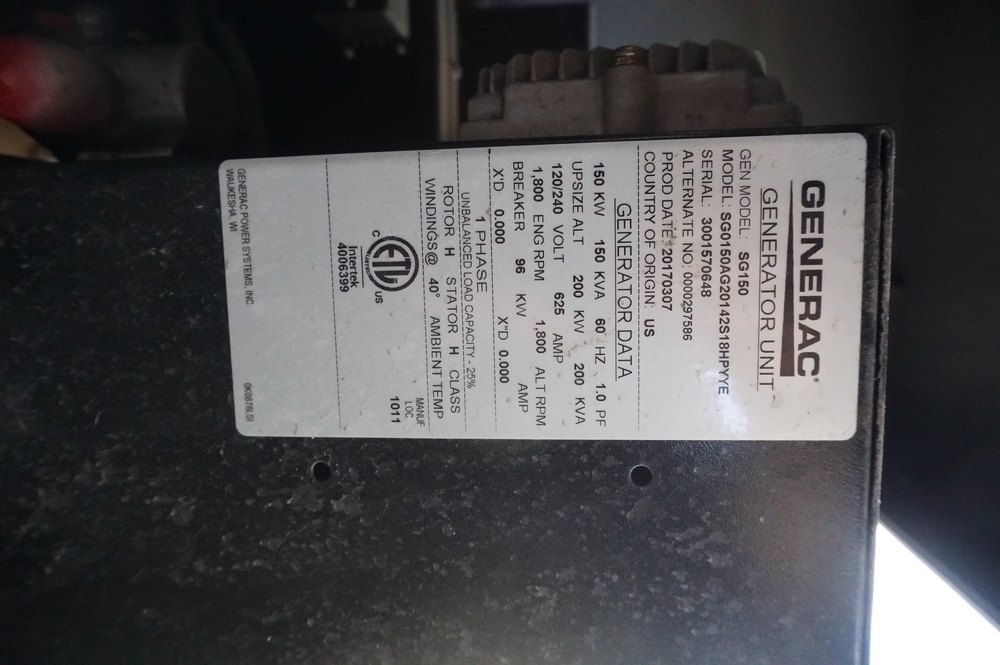 GENERAC®
GENERATOR UNIT
GEN MODEL: SG150
MODEL: SG0150AG20142S18HPYYE
SERIAL: 3001570648
ALTERNATE NO: 0000297586
PROD DATE: 20170307
COUNTRY OF ORIGIN: US
GENERATOR DATA
150 KW 150 KVA 60 HZ 1.0 PF
UPSIZE ALT 200 KW 200 KVA
120/240 VOLT 625 AMP
1,800 ENG RPM 1,800 ALT RPM
BREAKER 96 KW AMP
X'D 0.000 X"D 0.000
1 PHASE
UNBALANCED LOAD CAPACITY - 25%
ROTOR H STATOR H CLASS
WINDINGS@ 40° AMBIENT TEMP
MANUF
LOC
1011
ETL
C US
Intertek
4006399
GENERAC POWER SYSTEMS, INC.
WAUKESHA, WI